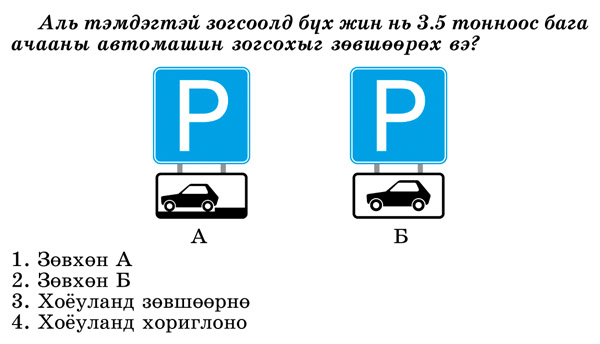 Аль тэмдэгтэй зогсоолд бүх жин нь 3.5 тонноос бага
ачааны автомашин зогсохыг зөвшөөрөх вэ?
P P
А Б
1. Зөвхөн А
2. Зөвхөн Б
3. Хоёуланд зөвшөөрнө
4. Хоёуланд хориглоно